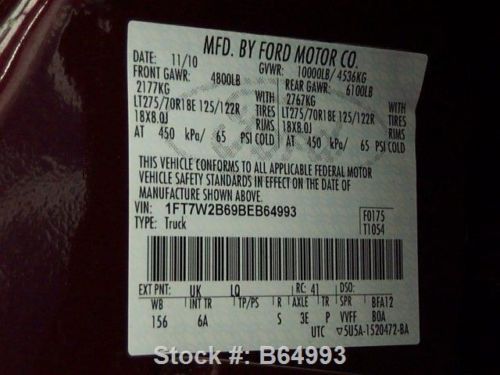 MFD. BY FORD MOTOR CO.
DATE: 11/10 GVWR: 10000LB/ 4536KG
FRONT GAWR: 4800LB REAR GAWR: 6100LB
2177KG WITH 2767KG WITH
LT275/70R18E 125/122R TIRES LT275/70R18E 125/122R TIRES
18X8.0J RIMS 18X8.0J RIMS
AT 450 kPa/ 65 PSI COLD AT 450 kPa/ 65 PSI COLD
THIS VEHICLE CONFORMS TO ALL APPLICABLE FEDERAL MOTOR
VEHICLE SAFETY STANDARDS IN EFFECT ON THE DATE OF
MANUFACTURE SHOWN ABOVE.
VIN: 1FT7W2B69BEB64993 F0175
TYPE: Truck T1054
EXT PNT: UK LQ RC: 41 DSO:
WB INT TR TP/PS R AXLE TR SPR BFA12
156 6A S 3E P VVFF BOA
UTC ▽5U5A-1520472-BA
Stock #: B64993